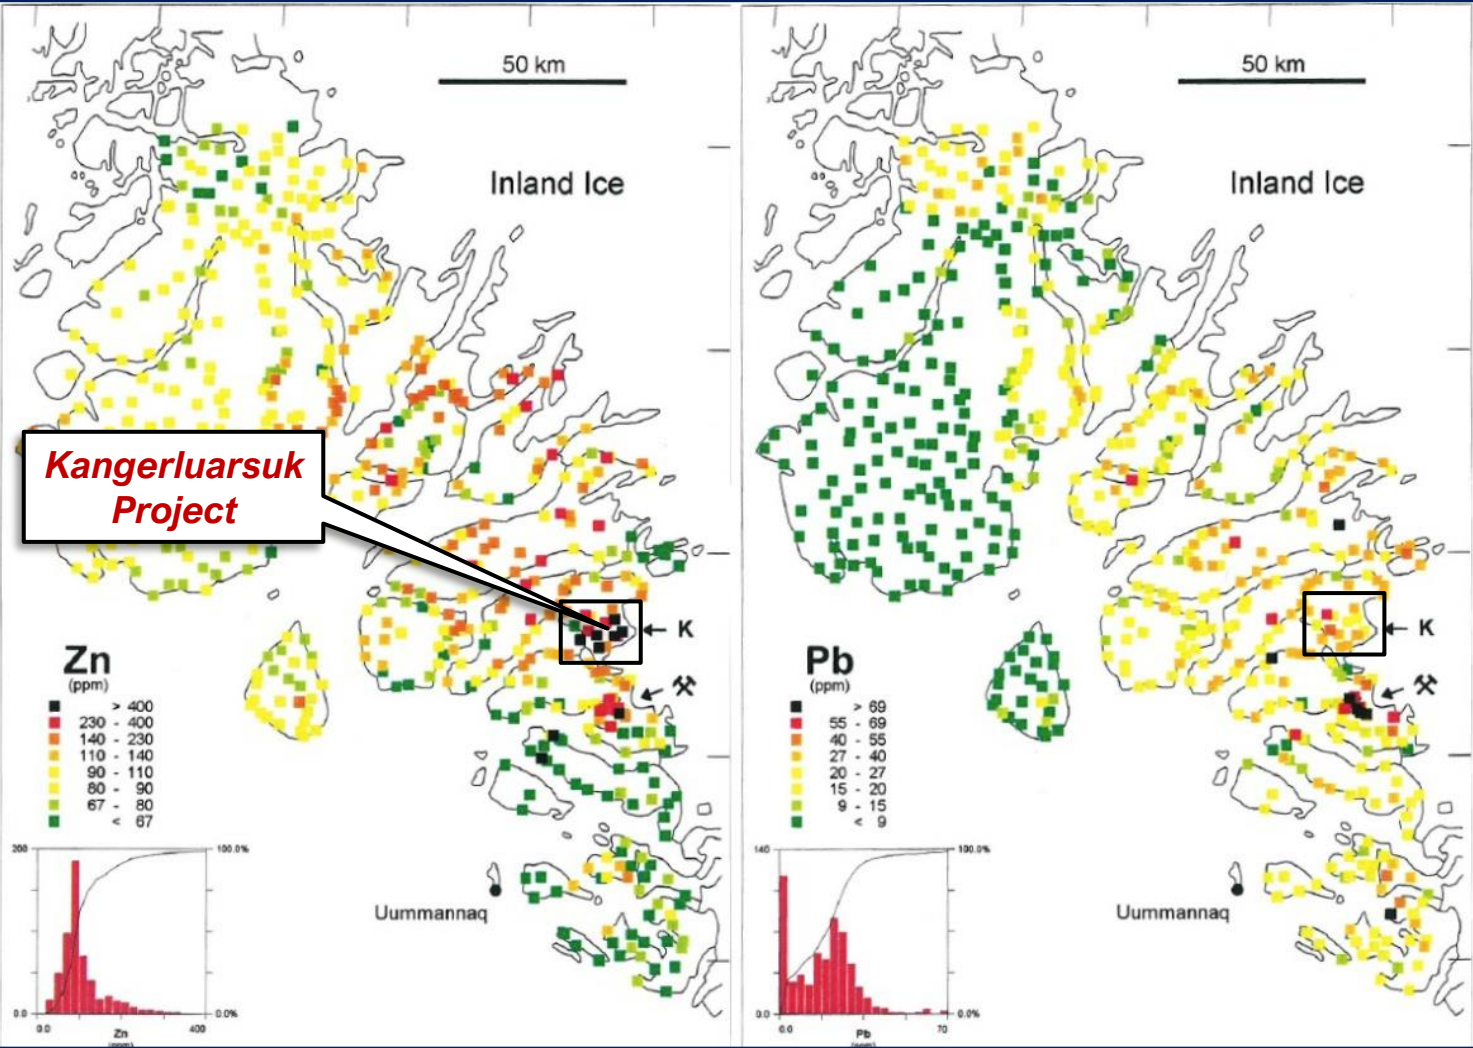 50 km
Inland Ice
Kangerluarsuk
Project
K
Zn
(ppm)
> 400
230 - 400
140 - 230
110 - 140
90 - 110
80 - 90
67 - 80
< 67
200
100.0%
0.0
0.0%
0.0
400
Zn
(ppm)
Uummannaq
50 km
Inland Ice
K
Pb
(ppm)
> 69
55 - 69
40 - 55
27 - 40
20 - 27
15 - 20
9 - 15
< 9
140
100.0%
0.0
0.0%
0.0
70
Pb
Uummannaq